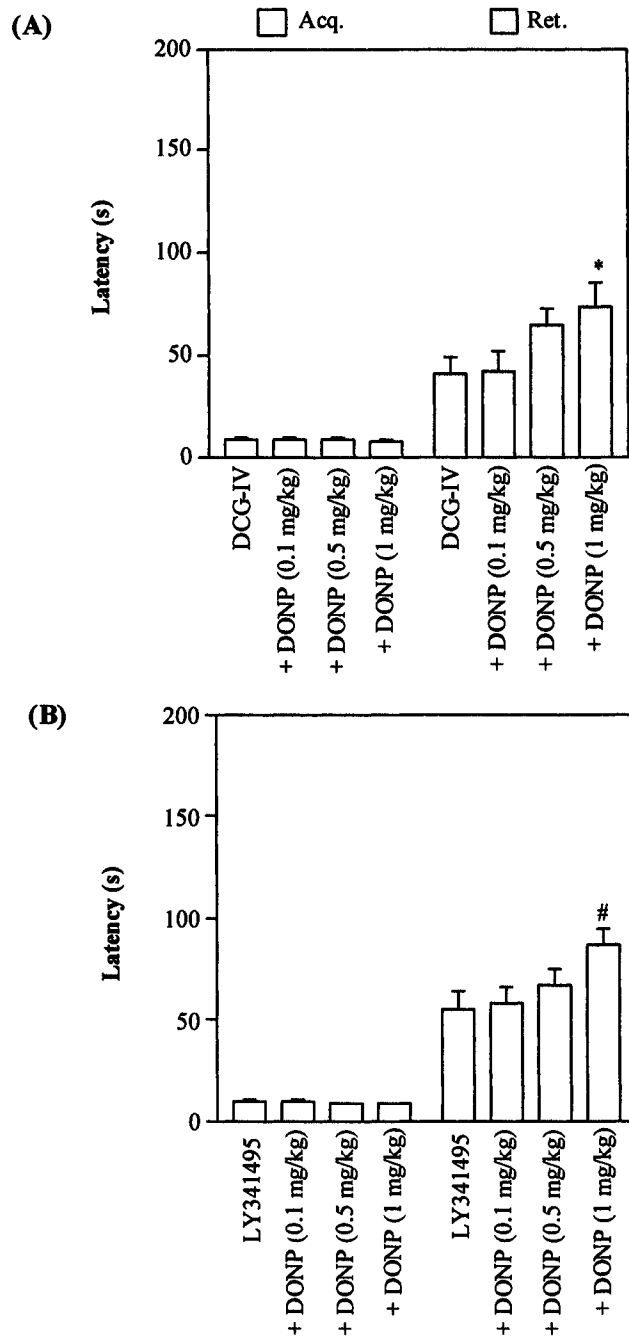 (A)
Acq.
Ret.
200
150
100
50
0
Latency (s)
*
DCG-IV
+ DONP (0.1 mg/kg)
+ DONP (0.5 mg/kg)
+ DONP (1 mg/kg)
DCG-IV
+ DONP (0.1 mg/kg)
+ DONP (0.5 mg/kg)
+ DONP (1 mg/kg)
(B)
200
150
100
50
0
Latency (s)
#
LY341495
+ DONP (0.1 mg/kg)
+ DONP (0.5 mg/kg)
+ DONP (1 mg/kg)
LY341495
+ DONP (0.1 mg/kg)
+ DONP (0.5 mg/kg)
+ DONP (1 mg/kg)